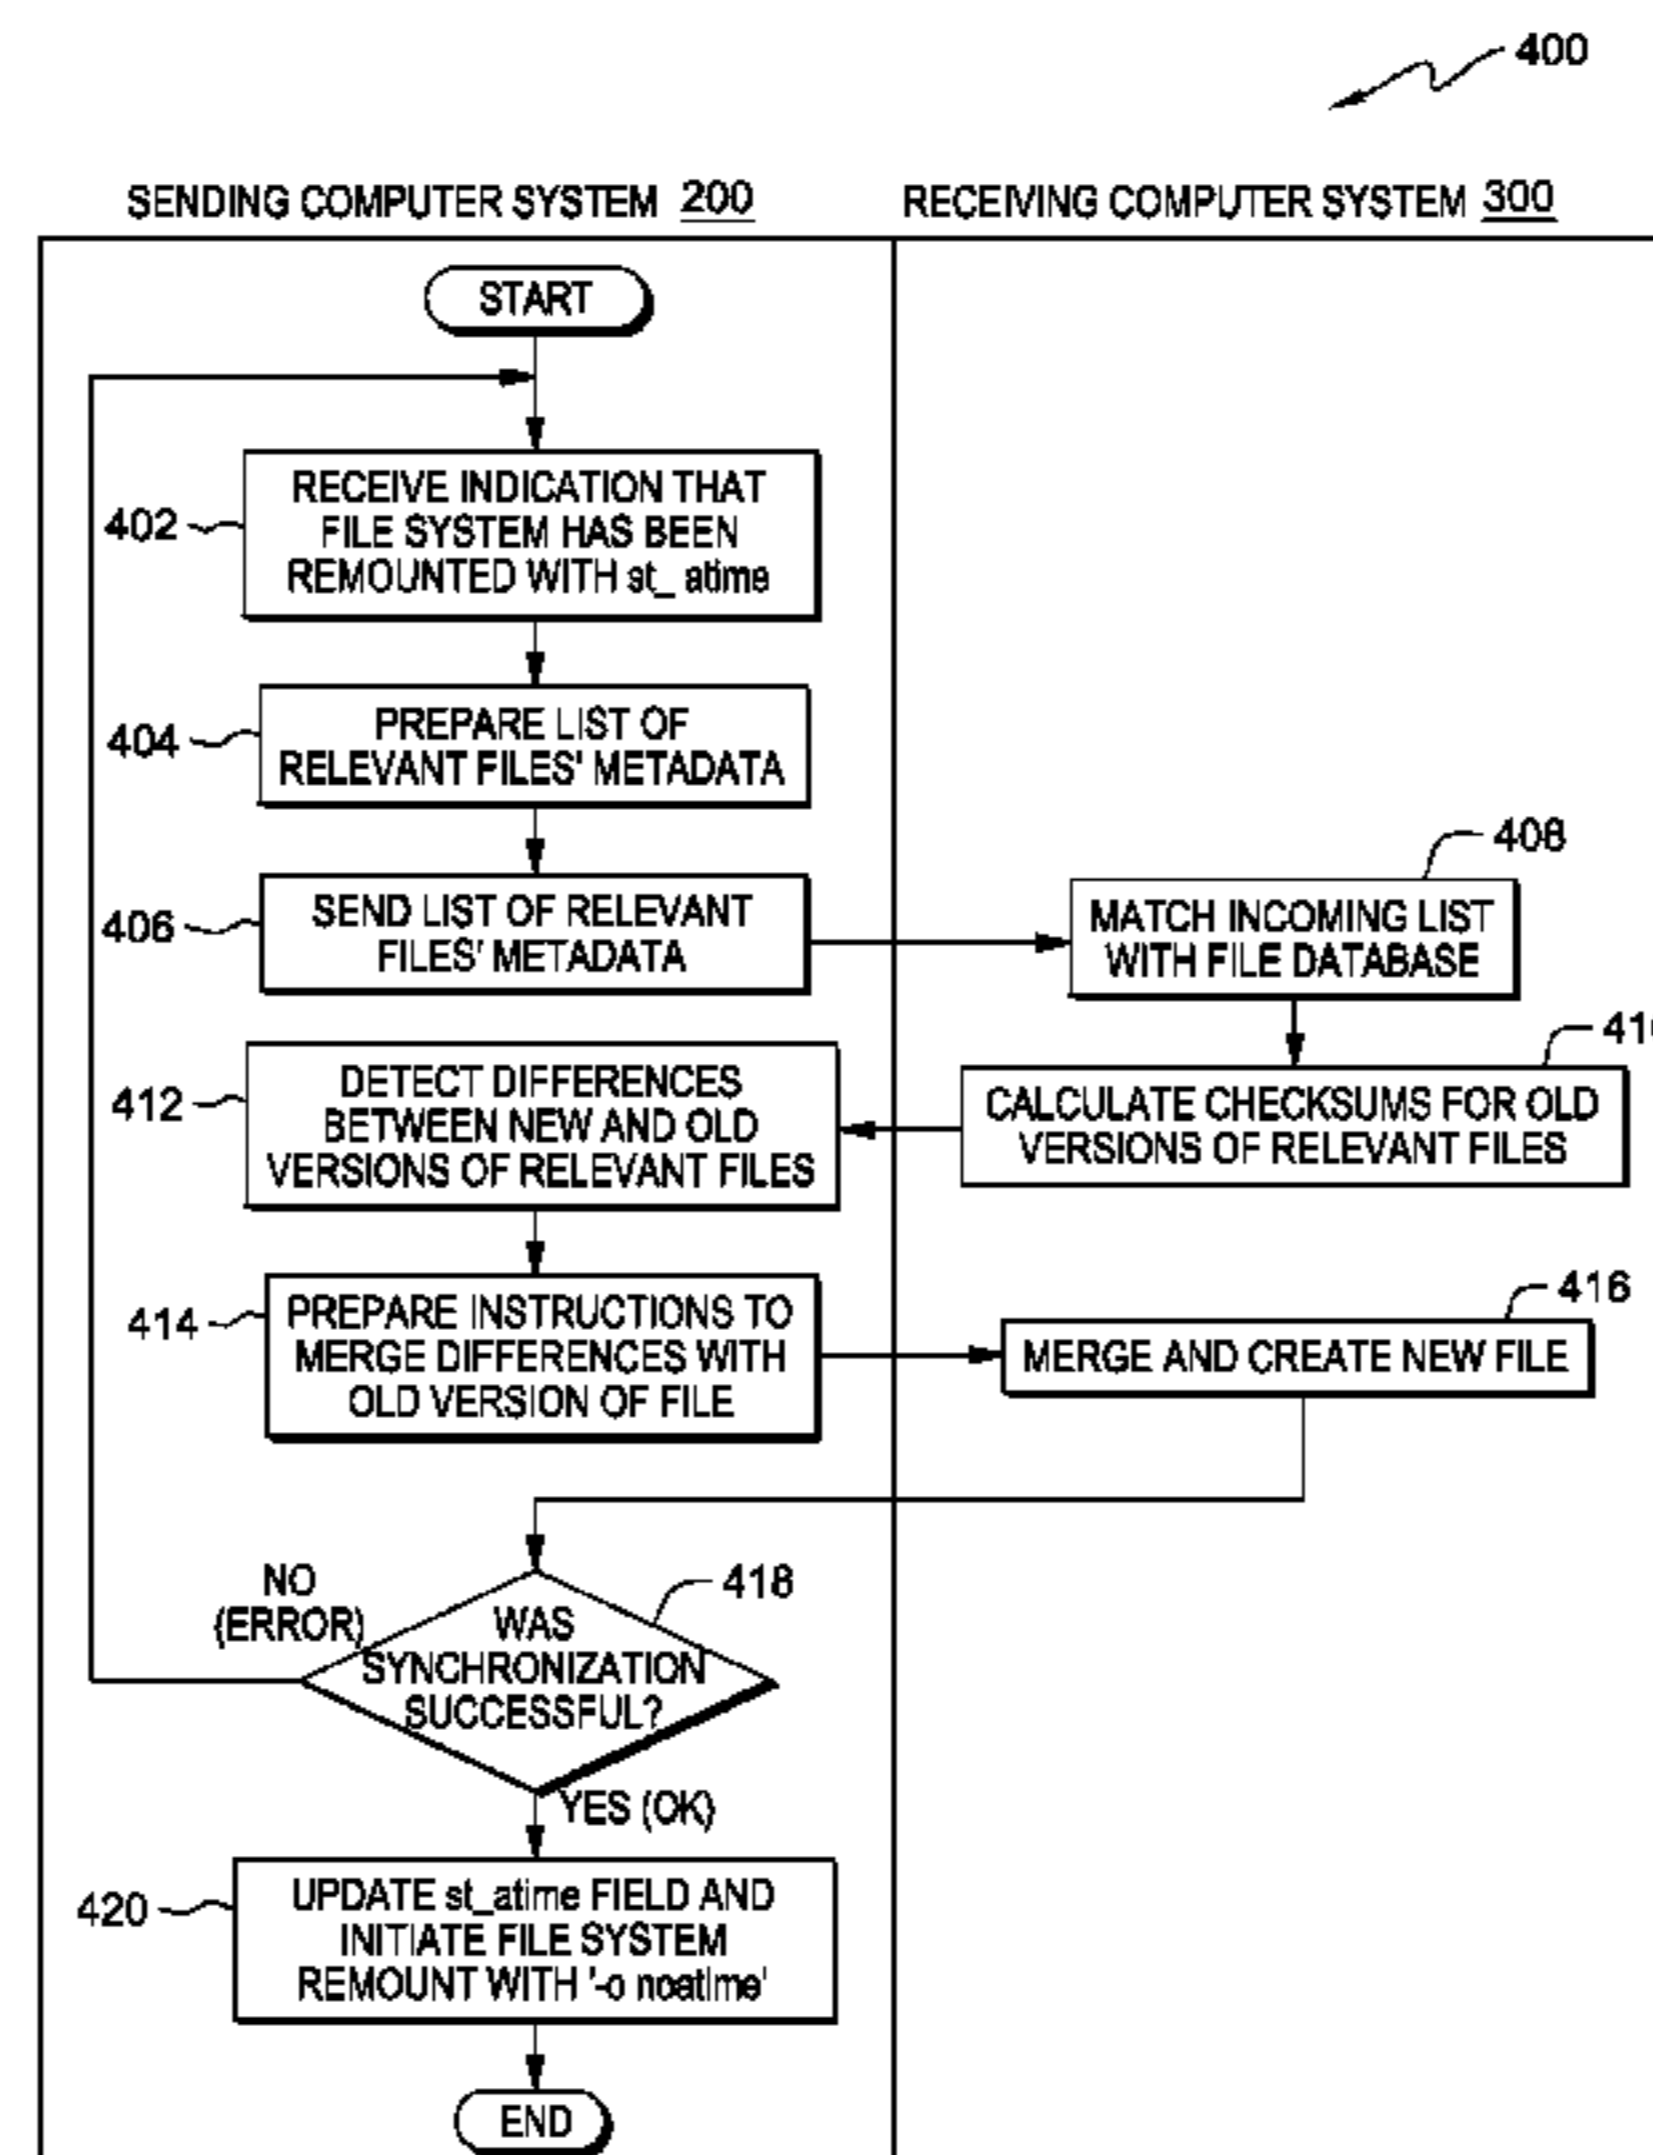 400
SENDING COMPUTER SYSTEM 200
RECEIVING COMPUTER SYSTEM 300
START
402
RECEIVE INDICATION THAT
FILE SYSTEM HAS BEEN
REMOUNTED WITH st_ atime
404
PREPARE LIST OF
RELEVANT FILES' METADATA
406
SEND LIST OF RELEVANT
FILES' METADATA
408
MATCH INCOMING LIST
WITH FILE DATABASE
CALCULATE CHECKSUMS FOR OLD
VERSIONS OF RELEVANT FILES
412
DETECT DIFFERENCES
BETWEEN NEW AND OLD
VERSIONS OF RELEVANT FILES
414
PREPARE INSTRUCTIONS TO
MERGE DIFFERENCES WITH
OLD VERSION OF FILE
416
MERGE AND CREATE NEW FILE
418
WAS
SYNCHRONIZATION
SUCCESSFUL?
NO
(ERROR)
YES (OK)
420
UPDATE st_atime FIELD AND
INITIATE FILE SYSTEM
REMOUNT WITH '-o noatime'
END